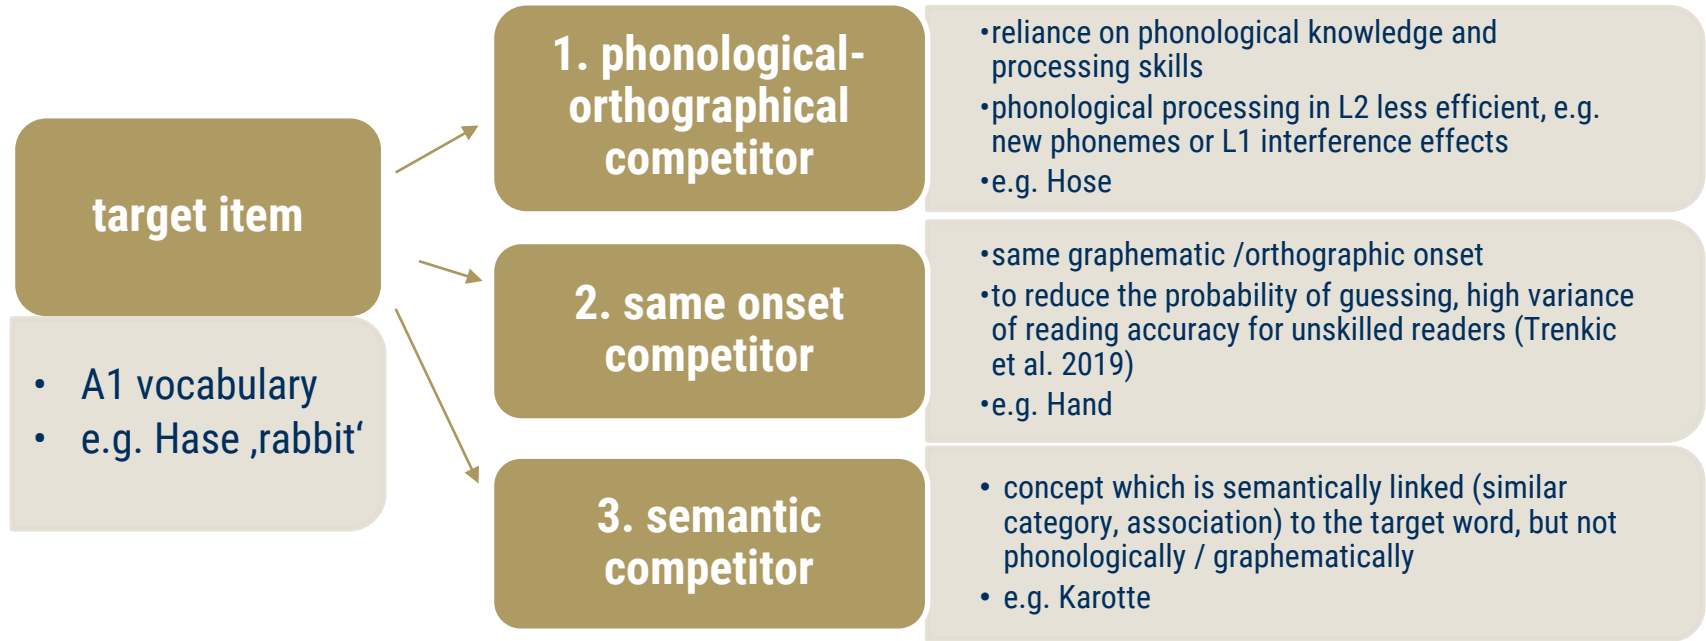 target item
• A1 vocabulary
• e.g. Hase ‚rabbit‘
1. phonological-
orthographical
competitor
•reliance on phonological knowledge and
processing skills
•phonological processing in L2 less efficient, e.g.
new phonemes or L1 interference effects
•e.g. Hose
2. same onset
competitor
•same graphematic /orthographic onset
•to reduce the probability of guessing, high variance
of reading accuracy for unskilled readers (Trenkic
et al. 2019)
•e.g. Hand
3. semantic
competitor
• concept which is semantically linked (similar
category, association) to the target word, but not
phonologically / graphematically
• e.g. Karotte